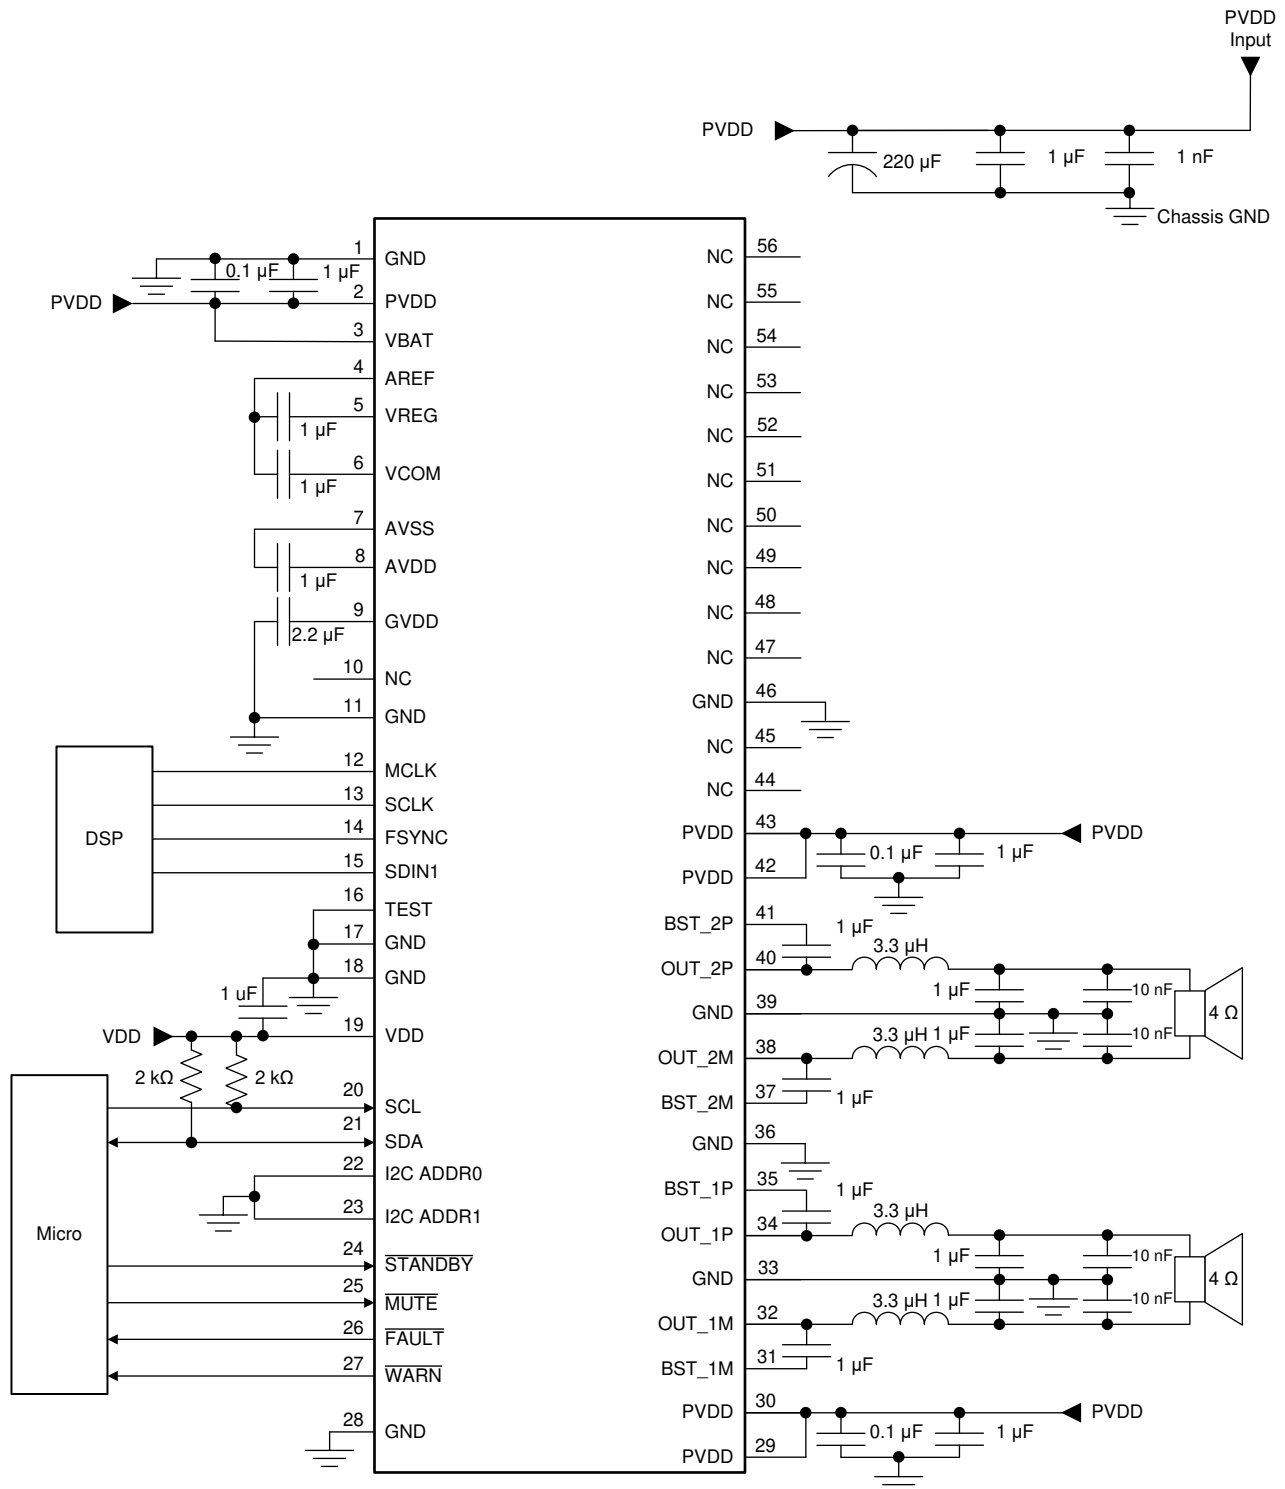 PVDD
Input
PVDD
220 µF
1 µF
1 nF
Chassis GND
1
GND
0.1 µF
1 µF
PVDD
2
PVDD
3
VBAT
4
AREF
5
VREG
1 µF
6
VCOM
1 µF
7
AVSS
8
AVDD
1 µF
9
GVDD
2.2 µF
10
NC
11
GND
DSP
12
MCLK
13
SCLK
14
FSYNC
15
SDIN1
16
TEST
17
GND
18
GND
1 uF
VDD
19
VDD
2 kΩ
2 kΩ
Micro
20
SCL
21
SDA
22
I2C ADDR0
23
I2C ADDR1
24
STANDBY
25
MUTE
26
FAULT
27
WARN
28
GND
NC
56
NC
55
NC
54
NC
53
NC
52
NC
51
NC
50
NC
49
NC
48
NC
47
GND
46
NC
45
NC
44
PVDD
43
PVDD
0.1 µF
1 µF
PVDD
42
BST_2P
41
1 µF
OUT_2P
40
3.3 µH
1 µF
10 nF
GND
39
4 Ω
OUT_2M
38
3.3 µH
1 µF
10 nF
BST_2M
37
1 µF
GND
36
BST_1P
35
1 µF
OUT_1P
34
3.3 µH
1 µF
10 nF
GND
33
4 Ω
OUT_1M
32
3.3 µH
1 µF
10 nF
BST_1M
31
1 µF
PVDD
30
PVDD
0.1 µF
1 µF
PVDD
29